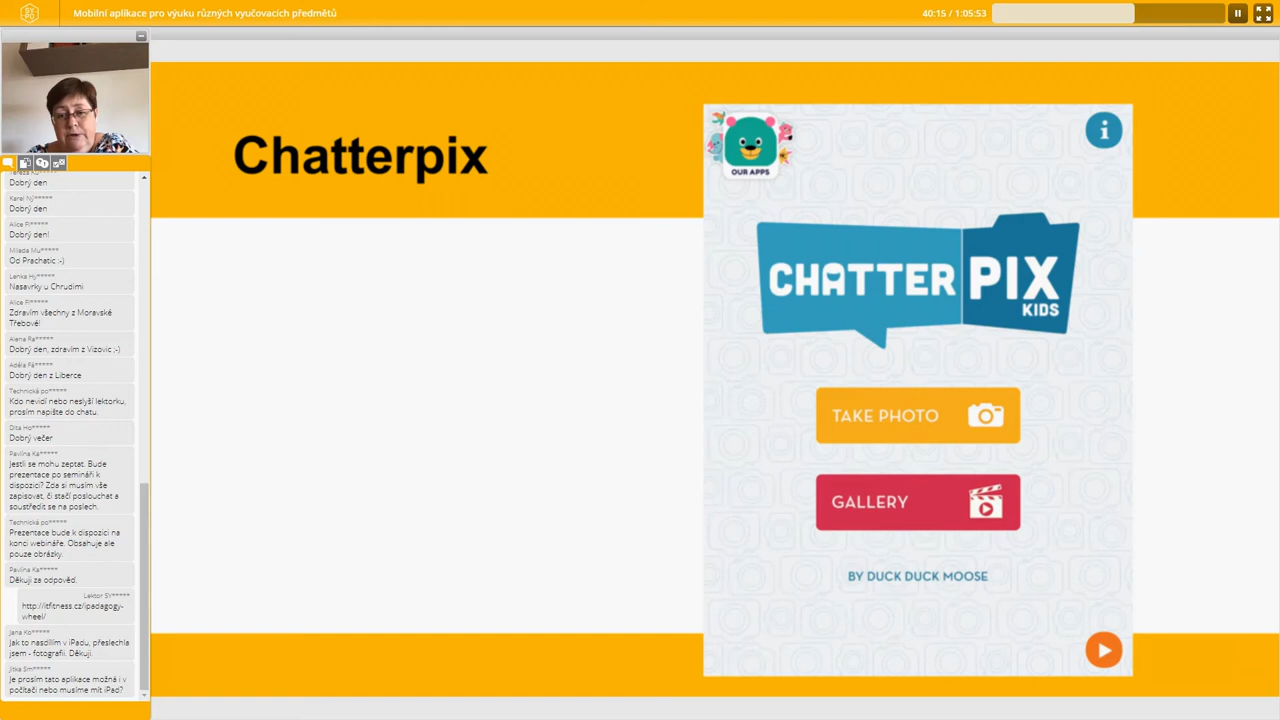 SY
PO
Mobilní aplikace pro výuku různých vyučovacích předmětů
40:15 / 1:05:53
Dobrý den
Karel Ný*****
Dobrý den
Alice Fl*****
Dobrý den!
Milada Mu*****
Od Prachatic :-)
Lenka Hy*****
Nasavrky u Chrudimi
Alice Fl*****
Zdravím všechny z Moravské
Třebové!
Alena Ra*****
Dobrý den, zdravím z Vizovic ;-)
Adéla Fé*****
Dobrý den z Liberce
Technická po*****
Kdo nevidí nebo neslyší lektorku,
prosím napište do chatu.
Dita Ho*****
Dobrý večer
Pavlína Ka*****
Jestli se mohu zeptat. Bude
prezentace po semináři k
dispozici? Zda si musím vše
zapisovat, či stačí poslouchat a
soustředit se na poslech.
Technická po*****
Prezentace bude k dispozici na
konci webináře. Obsahuje ale
pouze obrázky.
Pavlína Ka*****
Děkuji za odpověď.
Lektor SY*****
http://itfitness.cz/ipadagogy-
wheel/
Jana Ko*****
Jak to nasdílím v iPadu, přeslechla
jsem - fotografii. Děkuji.
Jitka Sm*****
Je prosím tato aplikace možná i v
počítači nebo musíme mít iPad?
Chatterpix
OUR APPS
i
CHATTERPIX
KIDS
TAKE PHOTO
GALLERY
BY DUCK DUCK MOOSE